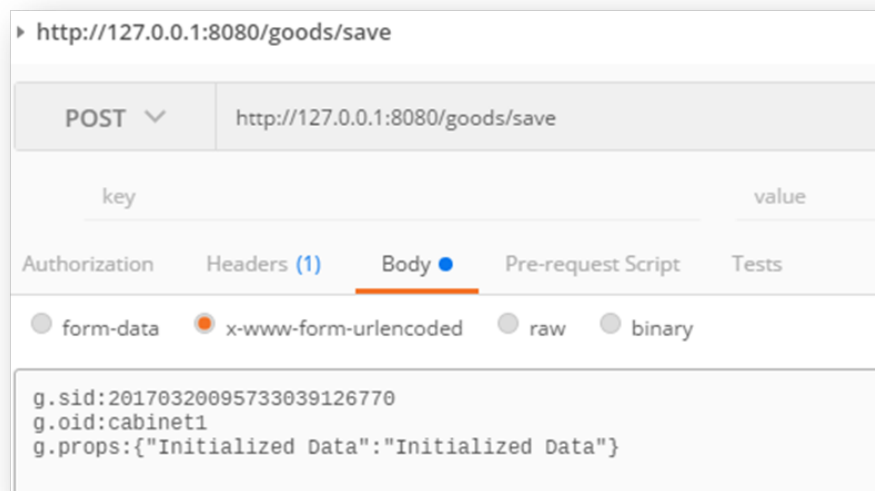 http://127.0.0.1:8080/goods/save
POST http://127.0.0.1:8080/goods/save
key value
Authorization Headers (1) Body Pre-request Script Tests
form-data x-www-form-urlencoded raw binary
g.sid:20170320095733039126770
g.oid:cabinet1
g.props:{"Initialized Data":"Initialized Data"}